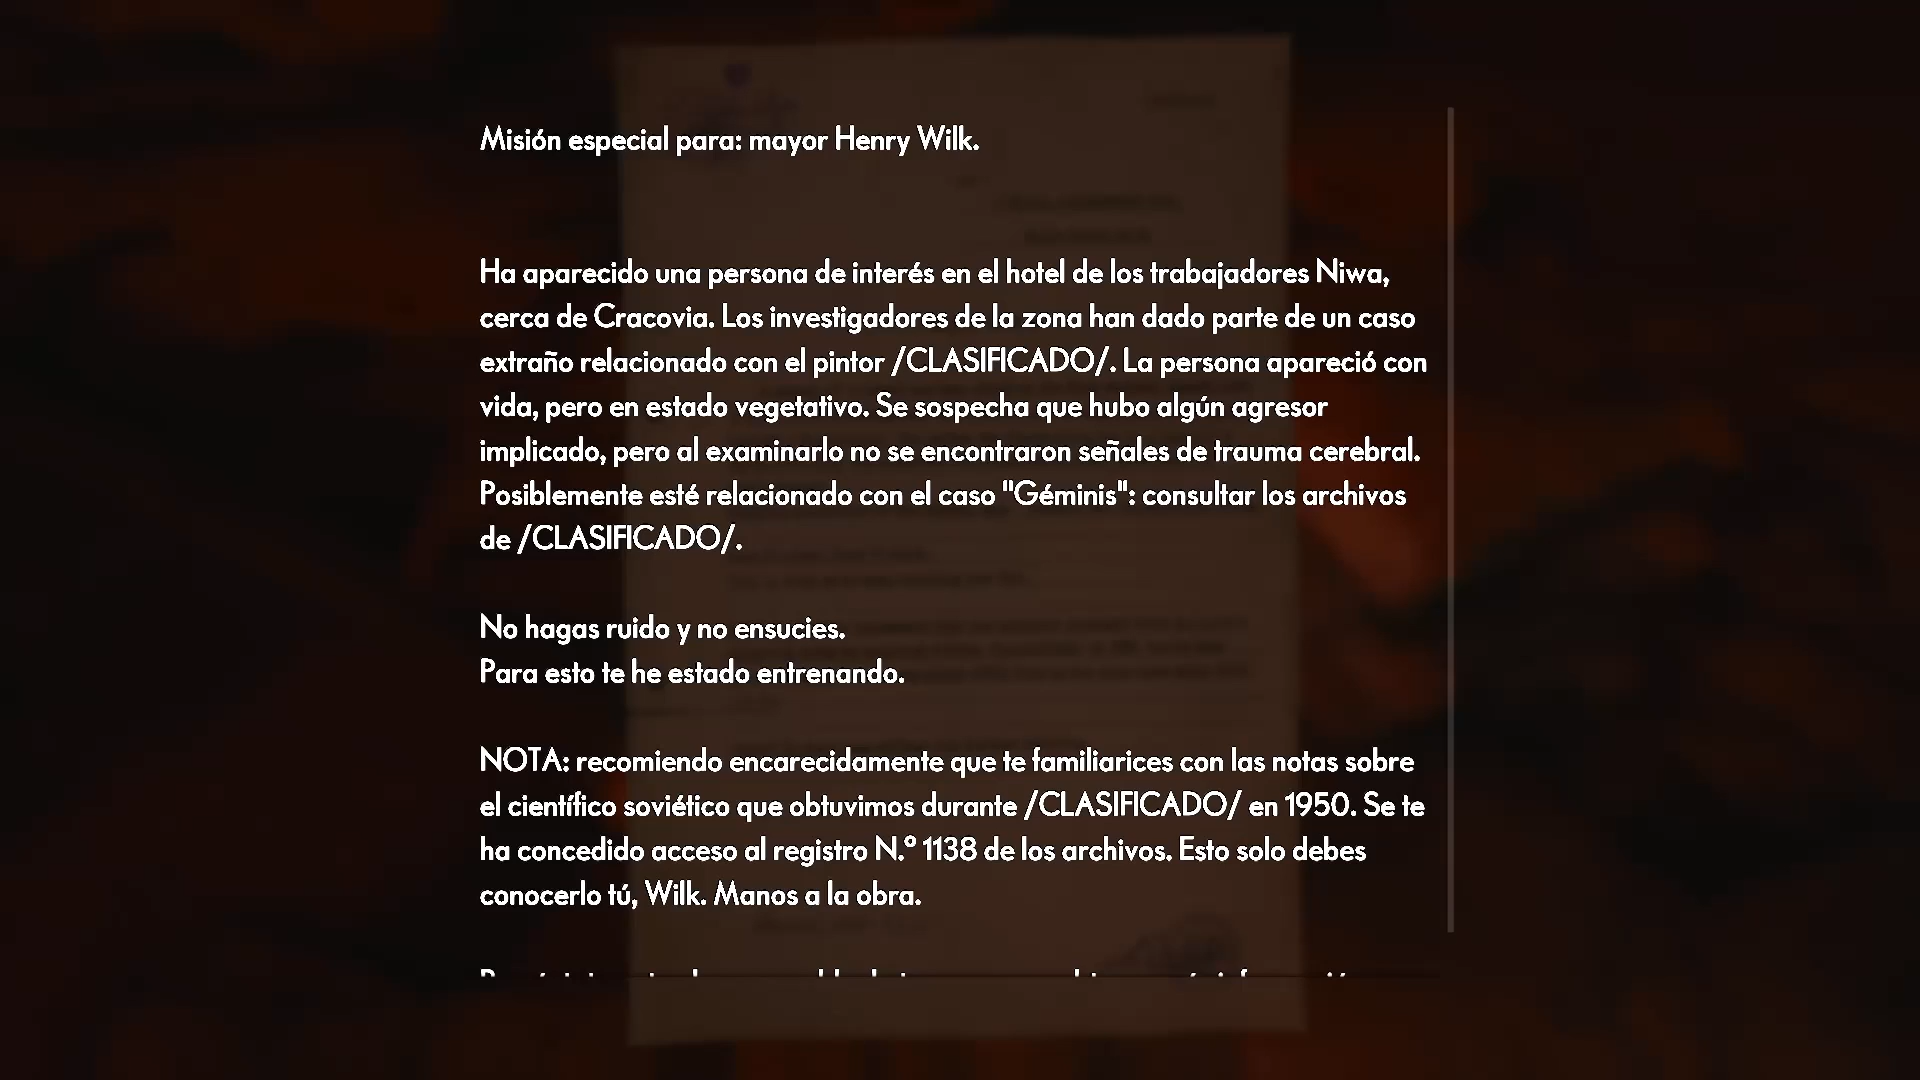 Misión especial para: mayor Henry Wilk.
Ha aparecido una persona de interés en el hotel de los trabajadores Niwa,
cerca de Cracovia. Los investigadores de la zona han dado parte de un caso
extraño relacionado con el pintor /CLASIFICADO/. La persona apareció con
vida, pero en estado vegetativo. Se sospecha que hubo algún agresor
implicado, pero al examinarlo no se encontraron señales de trauma cerebral.
Posiblemente esté relacionado con el caso "Géminis": consultar los archivos
de /CLASIFICADO/.
No hagas ruido y no ensucies.
Para esto te he estado entrenando.
NOTA: recomiendo encarecidamente que te familiarices con las notas sobre
el científico soviético que obtuvimos durante /CLASIFICADO/ en 1950. Se te
ha concedido acceso al registro N.º 1138 de los archivos. Esto solo debes
conocerlo tú, Wilk. Manos a la obra.